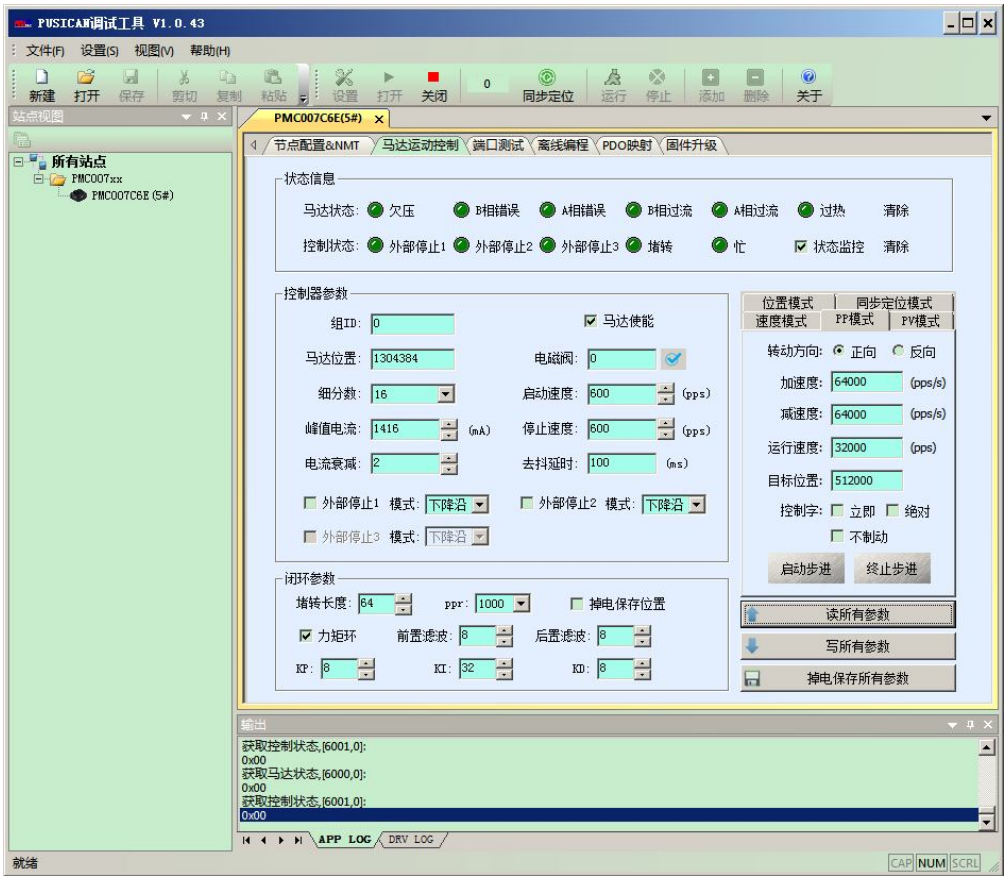 PUSICAN调试工具 V1.0.43
文件(F) 设置(S) 视图(V) 帮助(H)
新建 打开 保存 剪切 复制 粘贴 设置 打开 关闭 0 同步定位 运行 停止 添加 删除 关于
站点视图
PMC007C6E(5#) x
所有站点
PMC007xx
PMC007C6E(5#)
节点配置&NMT 马达运动控制 端口测试 离线编程 PDO映射 固件升级
状态信息
马达状态: 欠压 B相错误 A相错误 B相过流 A相过流 过热 清除
控制状态: 外部停止1 外部停止2 外部停止3 堵转 忙 状态监控 清除
控制器参数
组ID: 0 马达使能
马达位置: 1304384 电磁阀: 0
细分数: 16 启动速度: 600 (pps)
峰值电流: 1416 (mA) 停止速度: 600 (pps)
电流衰减: 2 去抖延时: 100 (ms)
外部停止1 模式: 下降沿 外部停止2 模式: 下降沿
外部停止3 模式: 下降沿
闭环参数
堵转长度: 64 ppr: 1000 掉电保存位置
力矩环 前置滤波: 8 后置滤波: 8
KP: 8 KI: 32 KD: 8
位置模式 同步定位模式
速度模式 PP模式 PV模式
转动方向: 正向 反向
加速度: 64000 (pps/s)
减速度: 64000 (pps/s)
运行速度: 32000 (pps)
目标位置: 512000
控制字: 立即 绝对
不制动
启动步进 终止步进
读所有参数
写所有参数
掉电保存所有参数
输出
获取控制状态,[6001,0]:
0x00
获取马达状态,[6000,0]:
0x00
获取控制状态,[6001,0]:
0x00
APP LOG DRV LOG
就绪 CAP NUM SCRL